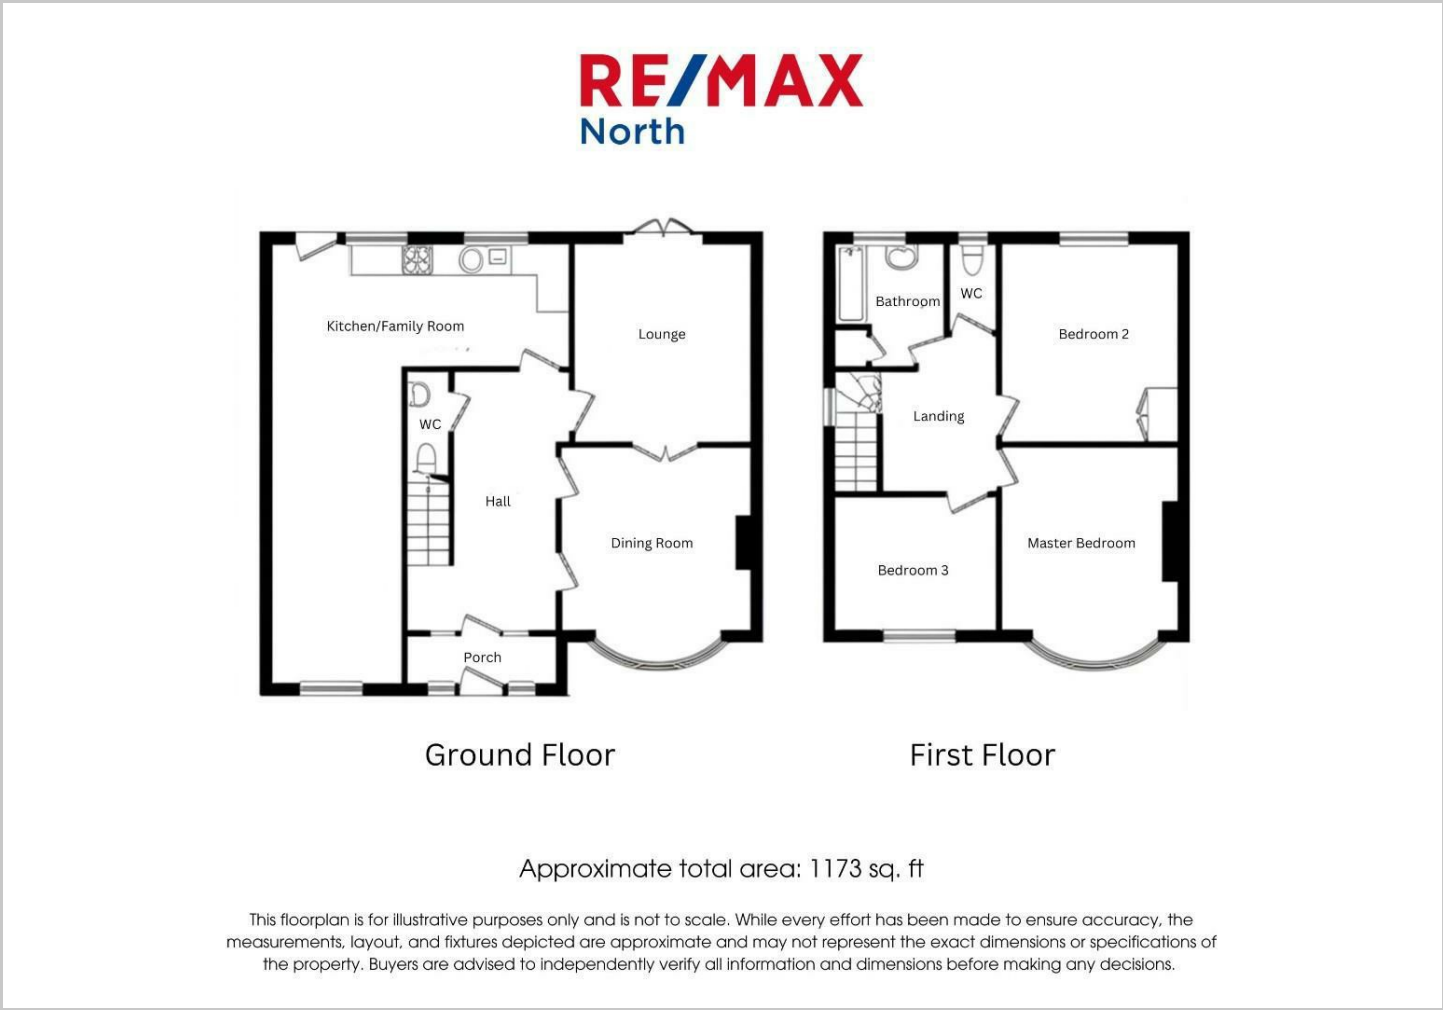 RE/MAX
North
Kitchen/Family Room
Lounge
WC
Hall
Dining Room
Porch
Bathroom
WC
Bedroom 2
Landing
Bedroom 3
Master Bedroom
Ground Floor
First Floor
Approximate total area: 1173 sq. ft
This floorplan is for illustrative purposes only and is not to scale. While every effort has been made to ensure accuracy, the
measurements, layout, and fixtures depicted are approximate and may not represent the exact dimensions or specifications of
the property. Buyers are advised to independently verify all information and dimensions before making any decisions.